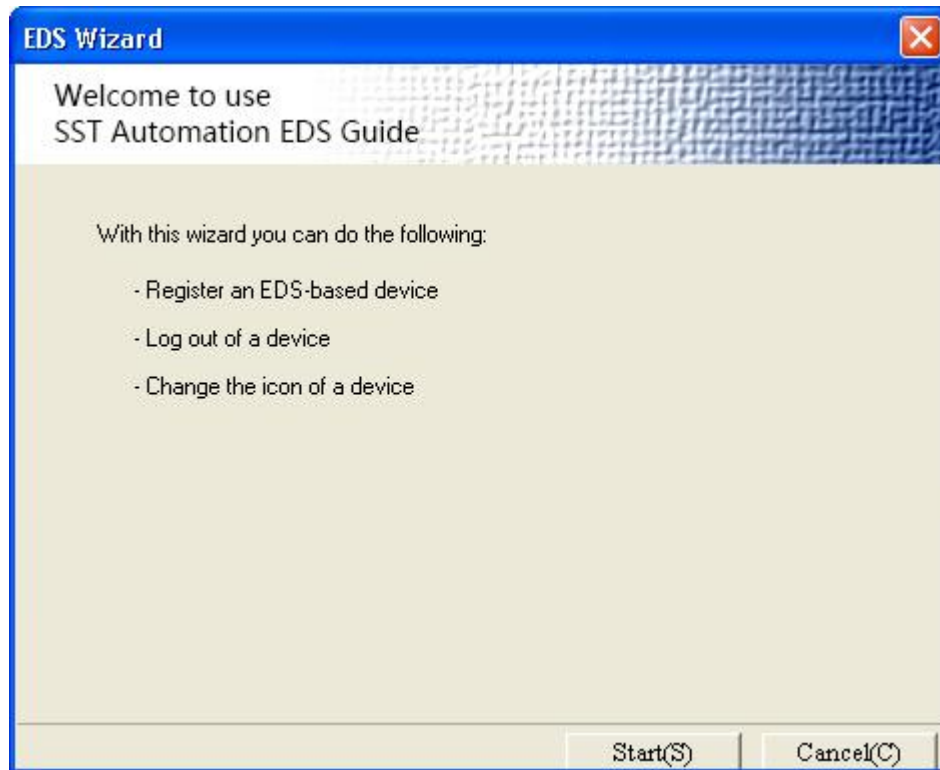 EDS Wizard
Welcome to use
SST Automation EDS Guide
With this wizard you can do the following:
- Register an EDS-based device
- Log out of a device
- Change the icon of a device
Start(S)
Cancel(C)